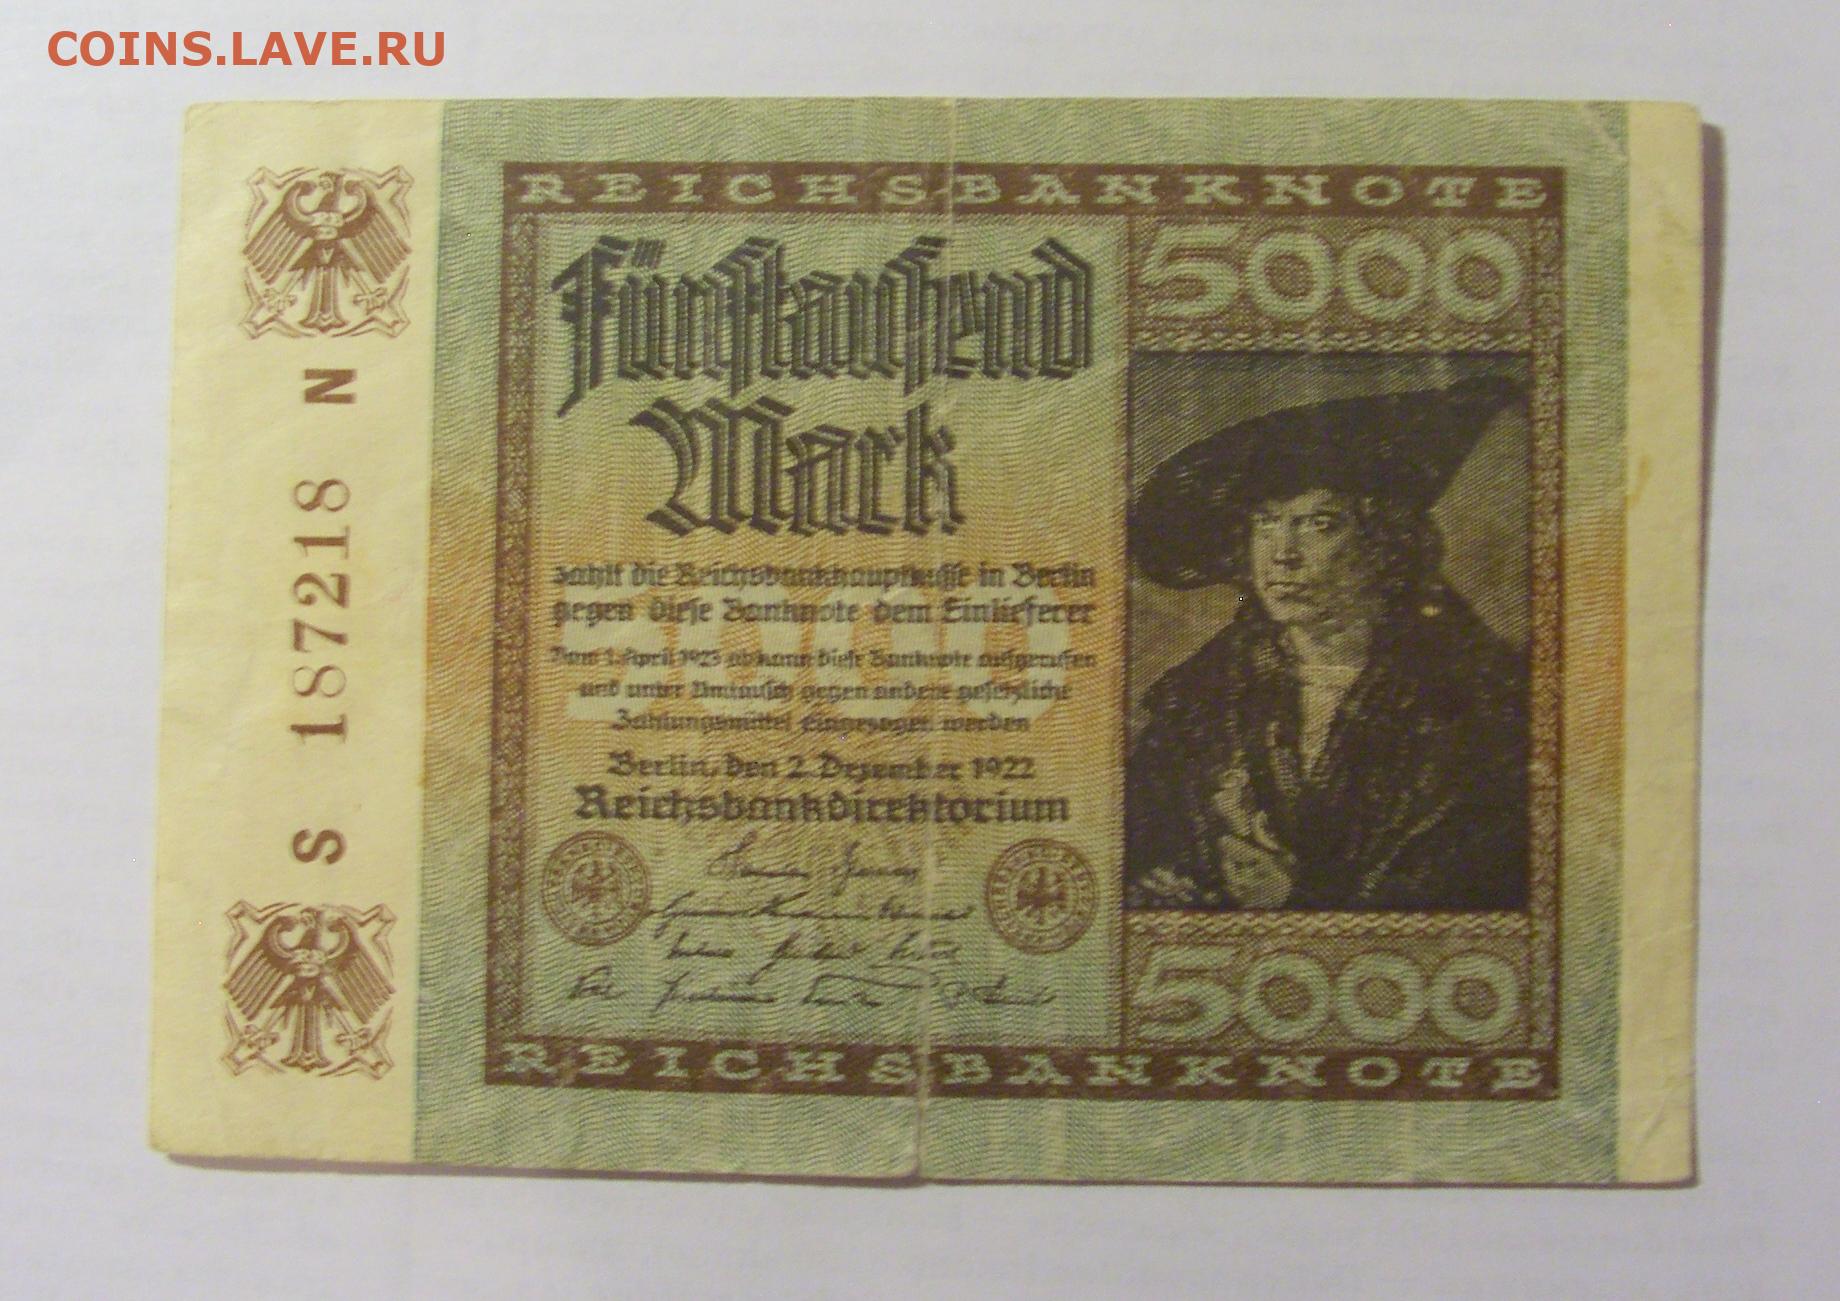 COINS.LAVE.RU
REICHSBANKNOTE
Fünftausend
Mark
5000
zahlt die Reichsbankhauptkasse in Berlin
gegen diese Banknote dem Einlieferer
5000
Vom 1. April 1923 ab kann diese Banknote aufgerufen
und unter Umtausch gegen andere gesetzliche
Zahlungsmittel eingezogen werden
Berlin, den 2. Dezember 1922
Reichsbankdirektorium
5000
REICHSBANKNOTE
S 187218 N